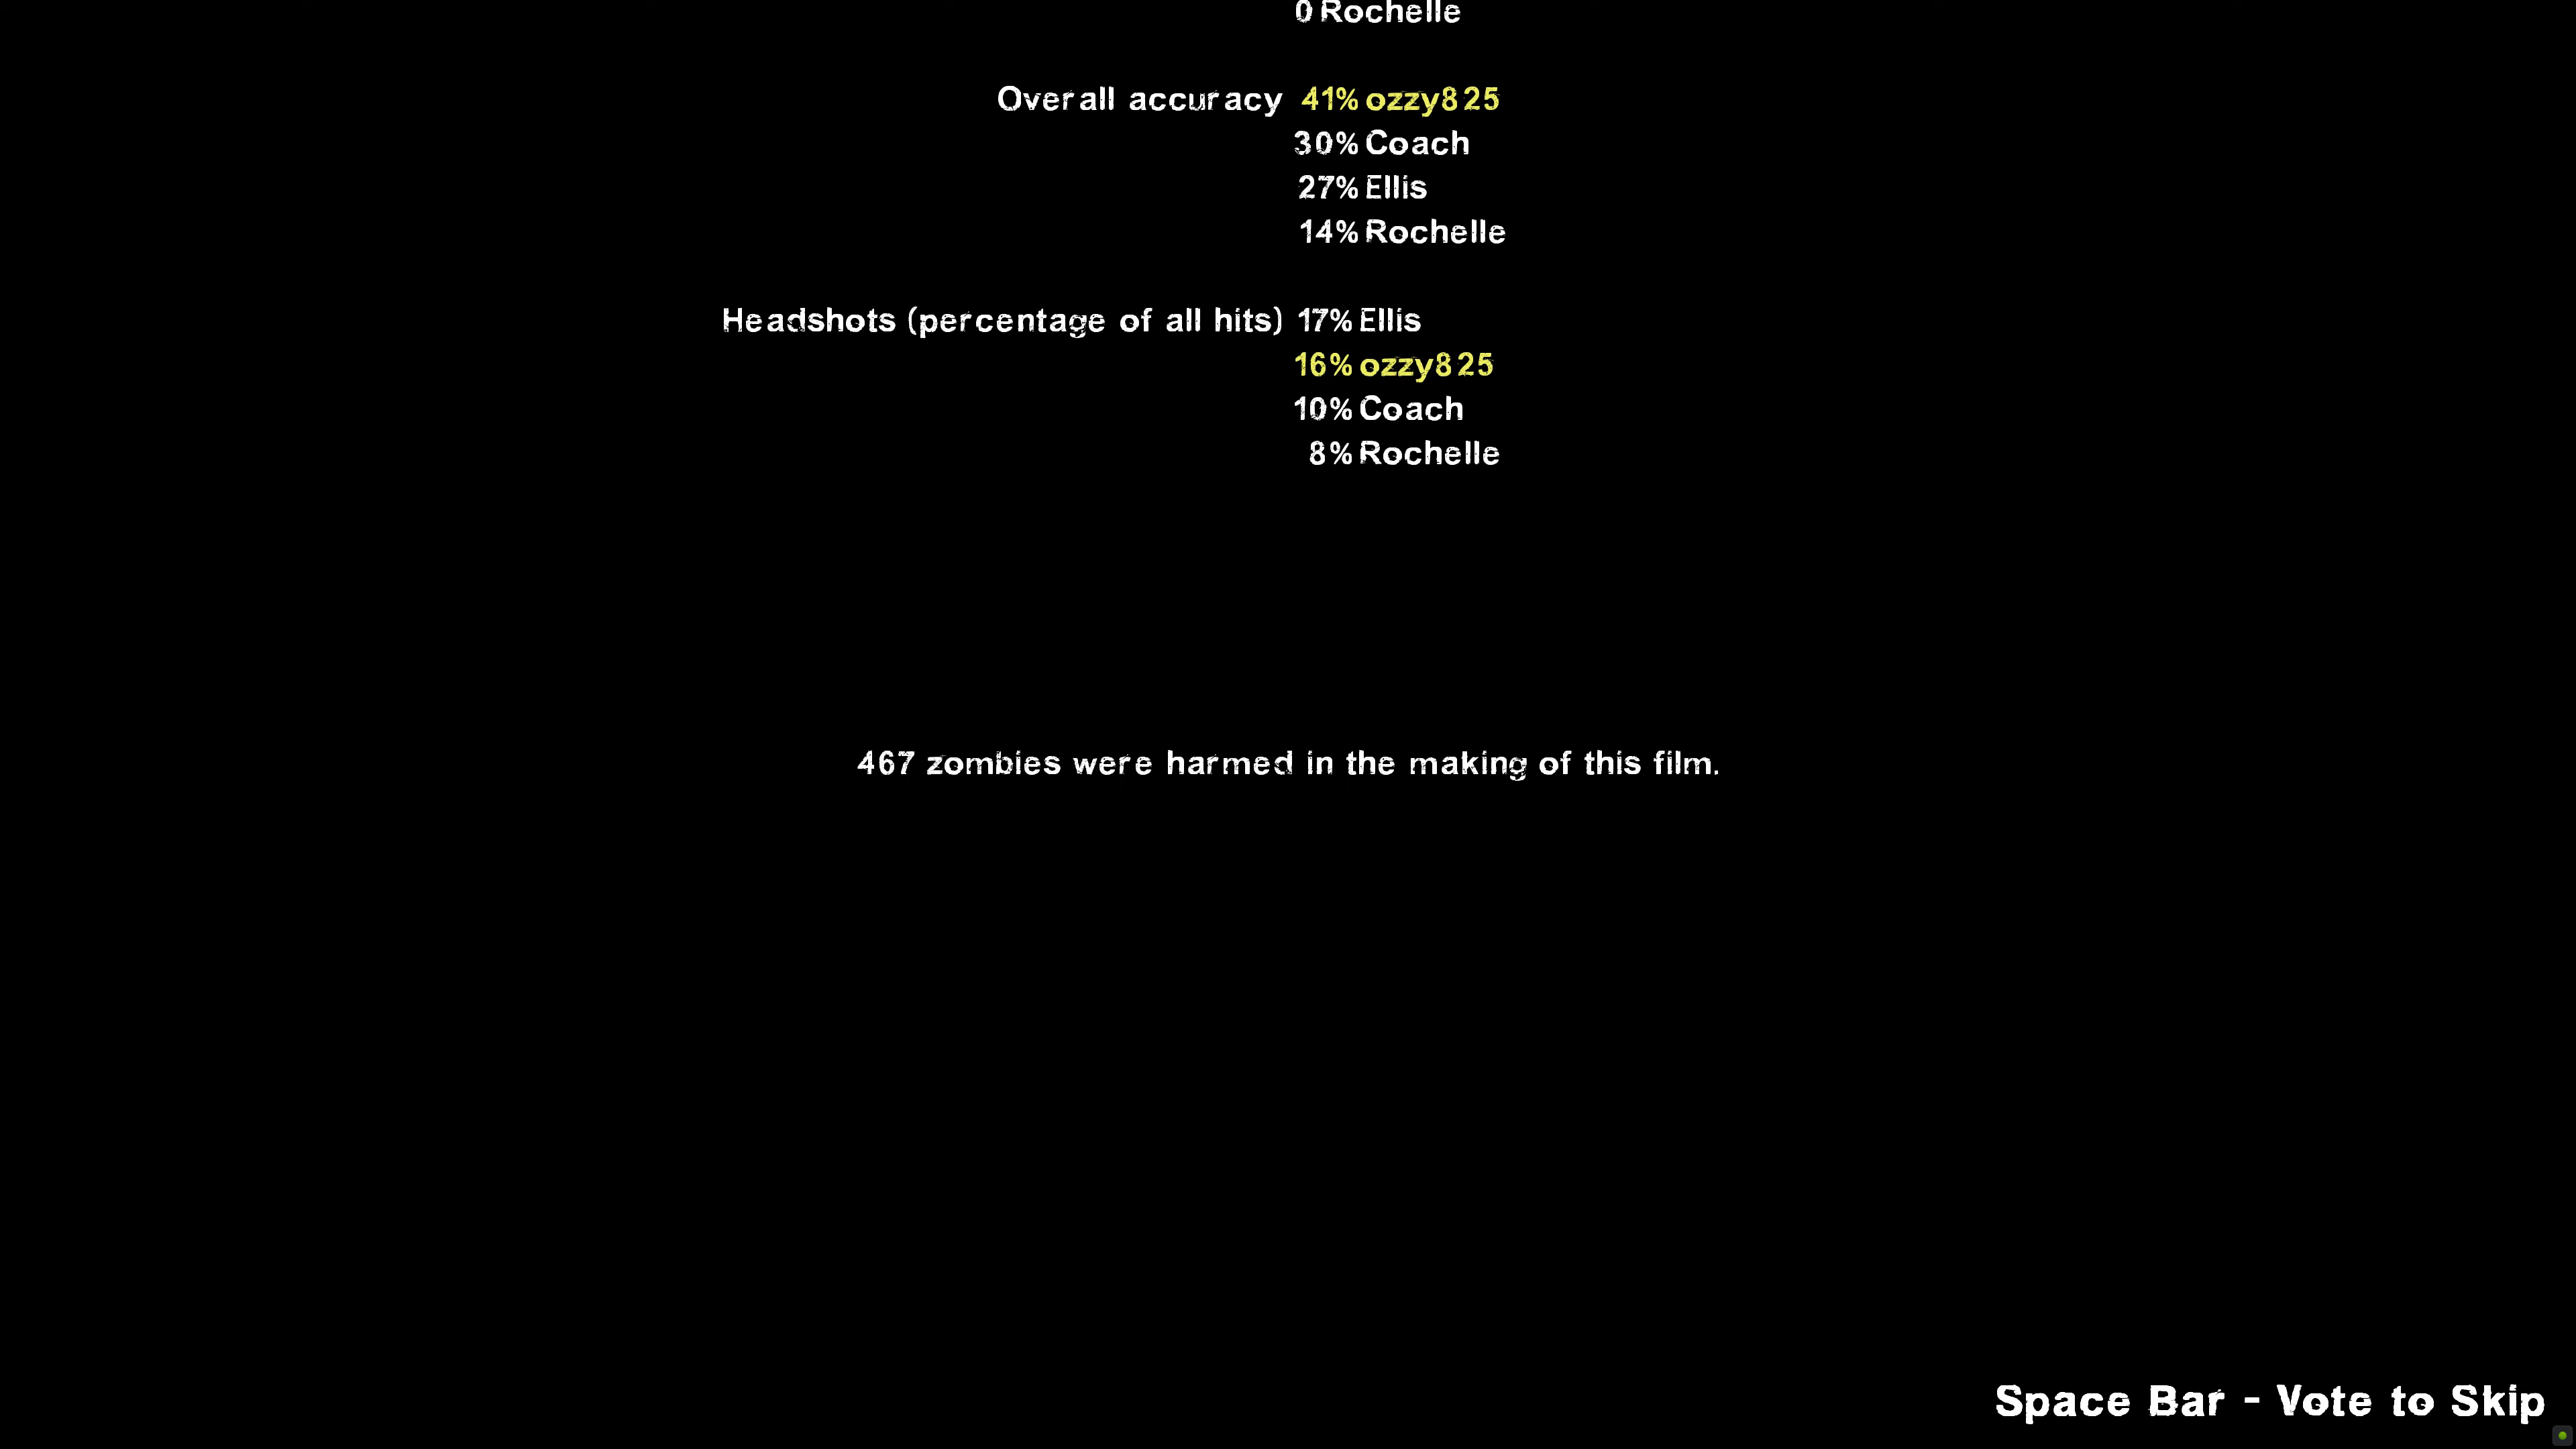 0 Rochelle
Overall accuracy 41% ozzy825
30% Coach
27% Ellis
14% Rochelle
Headshots (percentage of all hits) 17% Ellis
16% ozzy825
10% Coach
8% Rochelle
467 zombies were harmed in the making of this film.
Space Bar - Vote to Skip